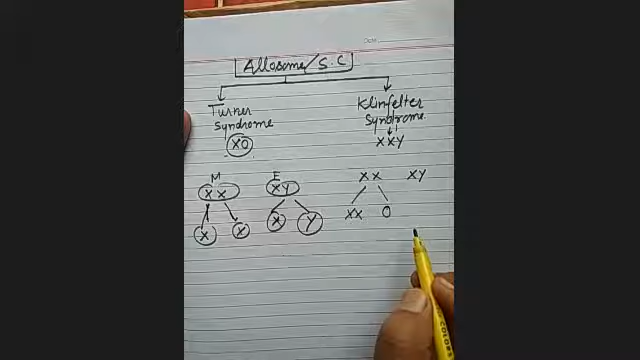 Allosome/S.C
Turner
syndrome
XO
Klinfelter
Syndrome
XXY
M
XX
X X
F
XY
X Y
XX
XX O
XY